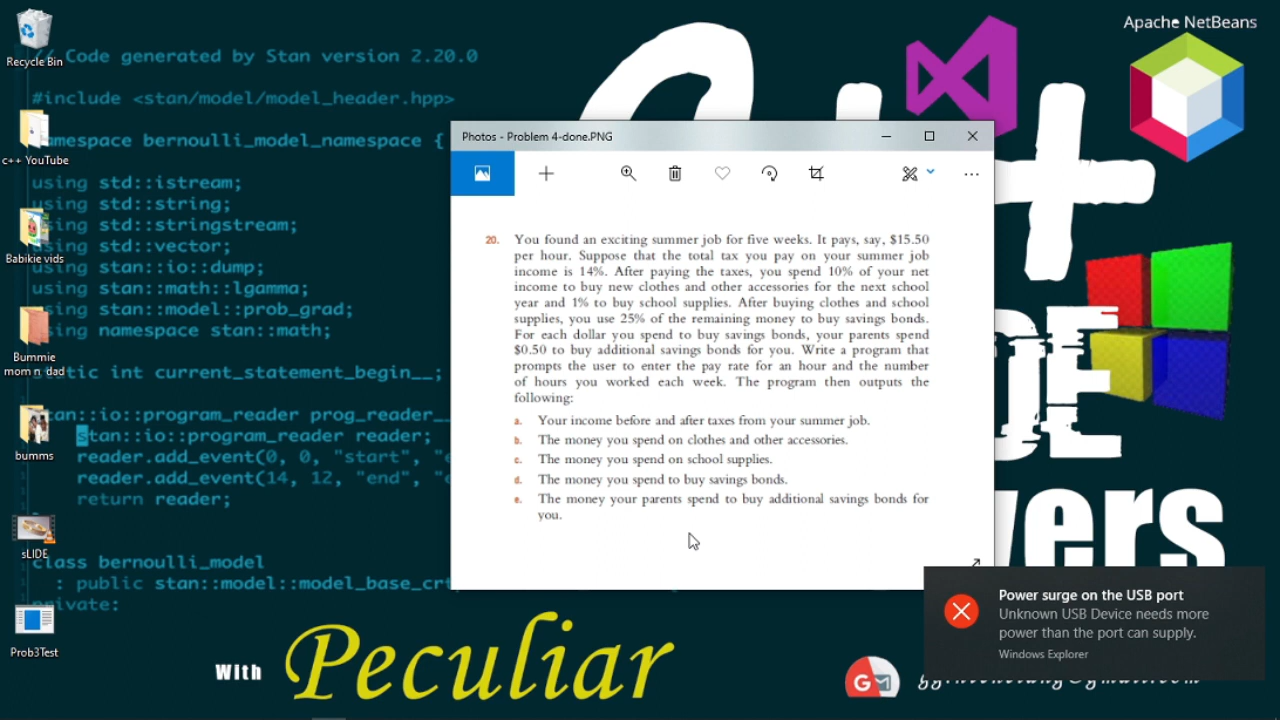 Apache NetBeans
Recycle Bin
c++ YouTube
Babikie vids
Bummie
mom n dad
bumms
sLIDE
Prob3Test
// Code generated by Stan version 2.20.0
#include <stan/model/model_header.hpp>
namespace bernoulli_model_namespace {
using std::istream;
using std::string;
using std::stringstream;
using std::vector;
using stan::io::dump;
using stan::math::lgamma;
using stan::model::prob_grad;
using namespace stan::math;
static int current_statement_begin__;
stan::io::program_reader prog_reader__
stan::io::program_reader reader;
reader.add_event(0, 0, "start",
reader.add_event(14, 12, "end",
return reader;
class bernoulli_model
: public stan::model::model_base_crt
private:
Photos - Problem 4-done.PNG
20. You found an exciting summer job for five weeks. It pays, say, $15.50
per hour. Suppose that the total tax you pay on your summer job
income is 14%. After paying the taxes, you spend 10% of your net
income to buy new clothes and other accessories for the next school
year and 1% to buy school supplies. After buying clothes and school
supplies, you use 25% of the remaining money to buy savings bonds.
For each dollar you spend to buy savings bonds, your parents spend
$0.50 to buy additional savings bonds for you. Write a program that
prompts the user to enter the pay rate for an hour and the number
of hours you worked each week. The program then outputs the
following:
a. Your income before and after taxes from your summer job.
b. The money you spend on clothes and other accessories.
c. The money you spend on school supplies.
d. The money you spend to buy savings bonds.
e. The money your parents spend to buy additional savings bonds for
you.
Power surge on the USB port
Unknown USB Device needs more
power than the port can supply.
Windows Explorer
With Peculiar